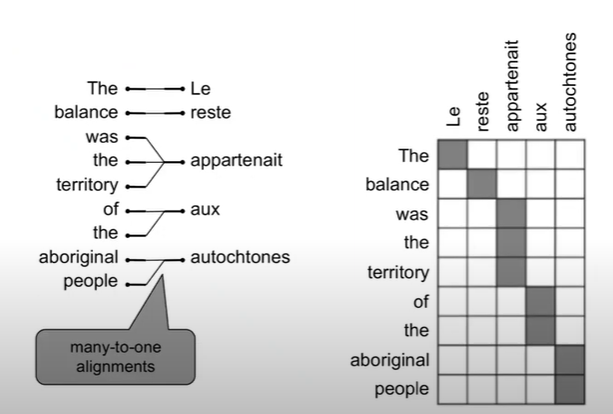 The Le
balance reste
was
the appartenait
territory
of aux
the
aboriginal autochtones
people
many-to-one
alignments
Le reste appartenait aux autochtones
The
balance
was
the
territory
of
the
aboriginal
people